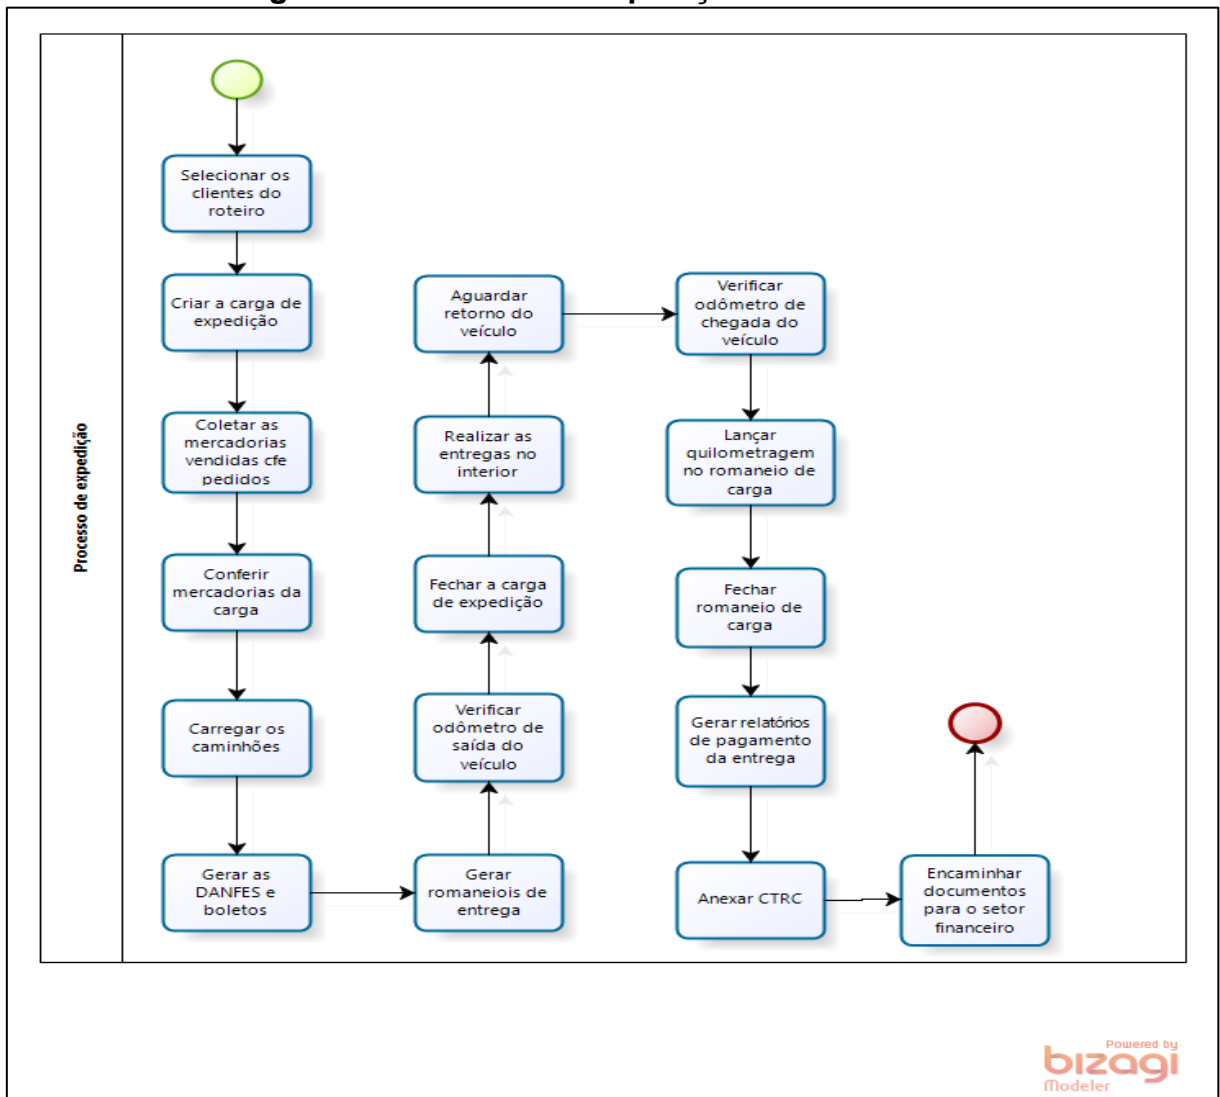 Processo de expedição
Selecionar os
clientes do
roteiro
Criar a carga de
expedição
Coletar as
mercadorias
vendidas cfe
pedidos
Conferir
mercadorias da
carga
Carregar os
caminhões
Gerar as
DANFES e
boletos
Gerar
romaneiois de
entrega
Verificar
odômetro de
saída do
veículo
Fechar a carga
de expedição
Realizar as
entregas no
interior
Aguardar
retorno do
veículo
Verificar
odômetro de
chegada do
veículo
Lançar
quilometragem
no romaneio de
carga
Fechar
romaneio de
carga
Gerar relatórios
de pagamento
da entrega
Anexar CTRC
Encaminhar
documentos
para o setor
financeiro
Powered by
bizagi
Modeler